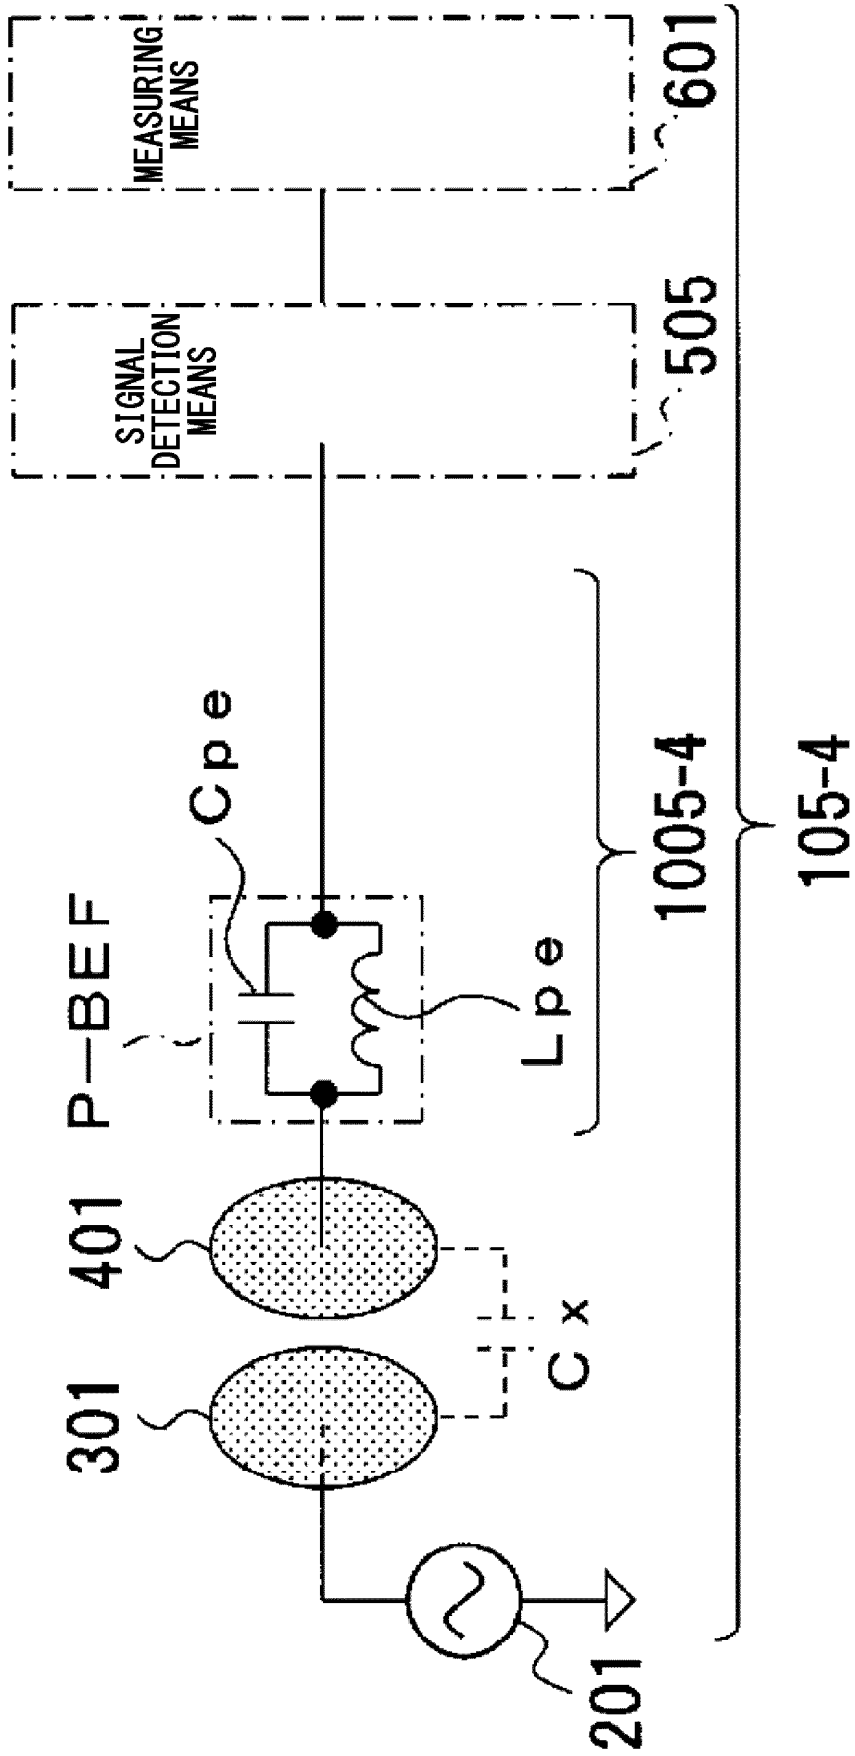 301
401
P-BEF
Cpe
SIGNAL
DETECTION
MEANS
MEASURING
MEANS
201
Cx
Lpe
505
601
1005-4
105-4